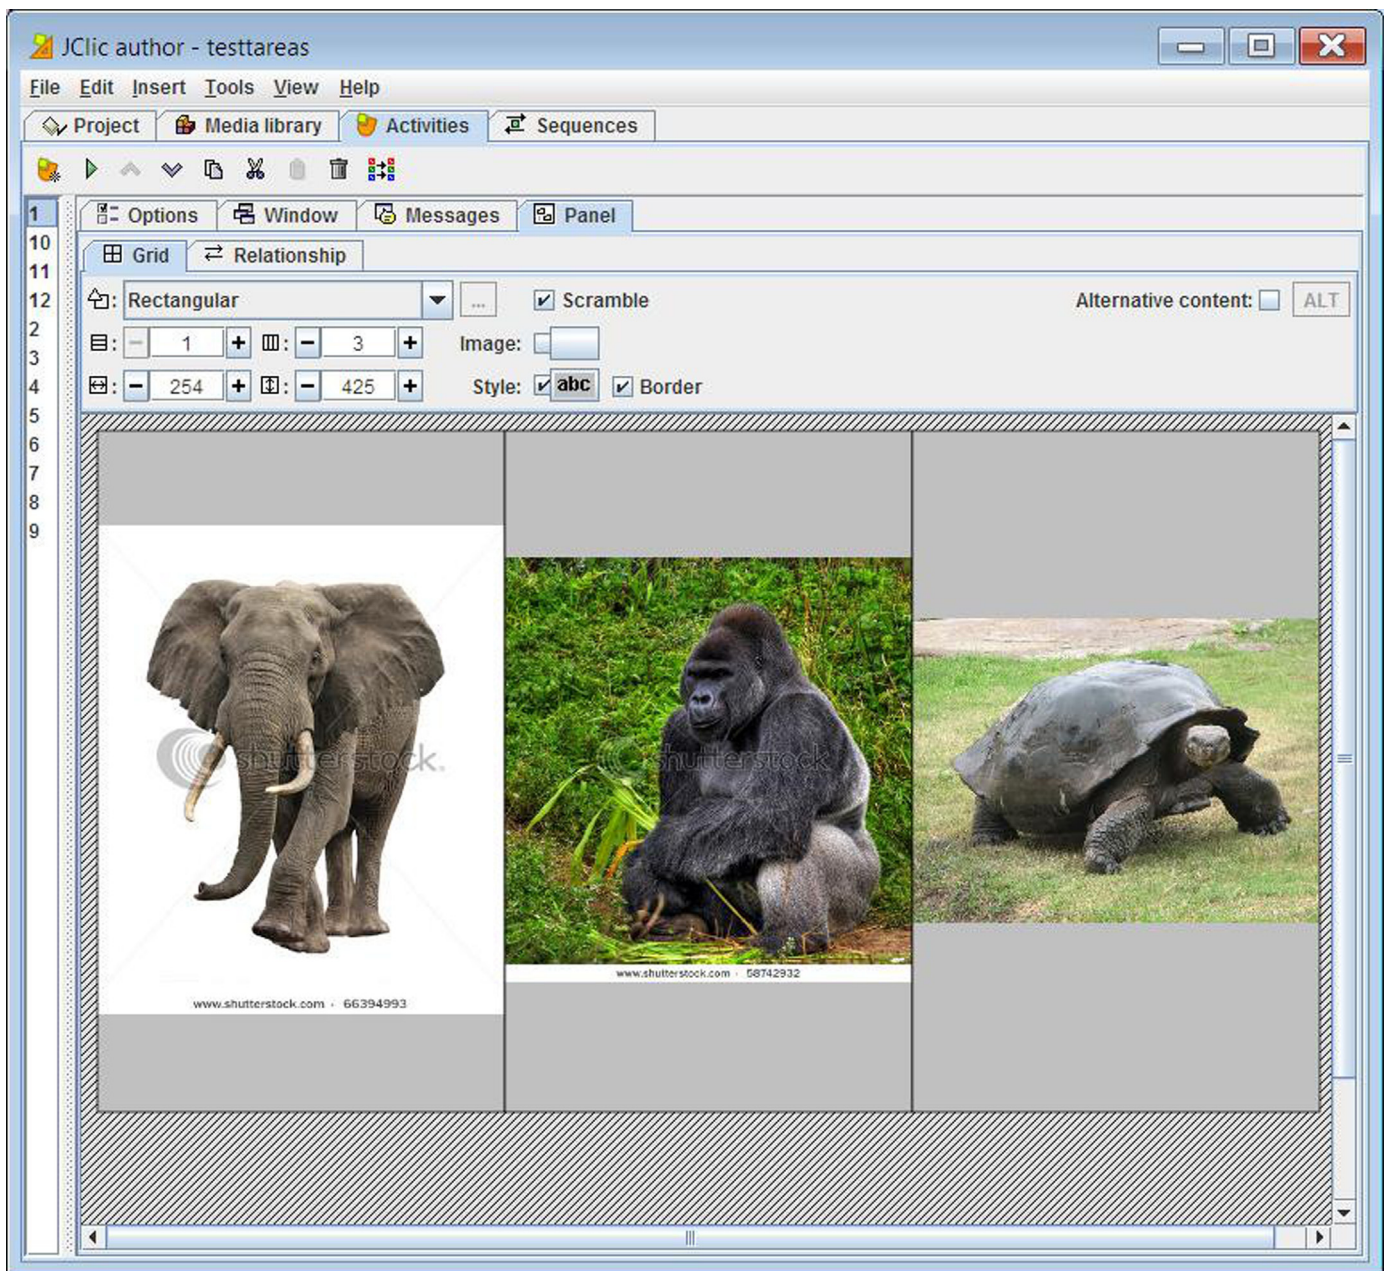 JClic author - testtareas
File Edit Insert Tools View Help
Project Media library Activities Sequences
1
10
11
12
2
3
4
5
6
7
8
9
Options Window Messages Panel
Grid Relationship
: Rectangular ... Scramble Alternative content: ALT
: - 1 + : - 3 + Image:
: - 254 + : - 425 + Style: abc Border
shutterstock.
shutterstock
www.shutterstock.com · 58742932
www.shutterstock.com · 66394993